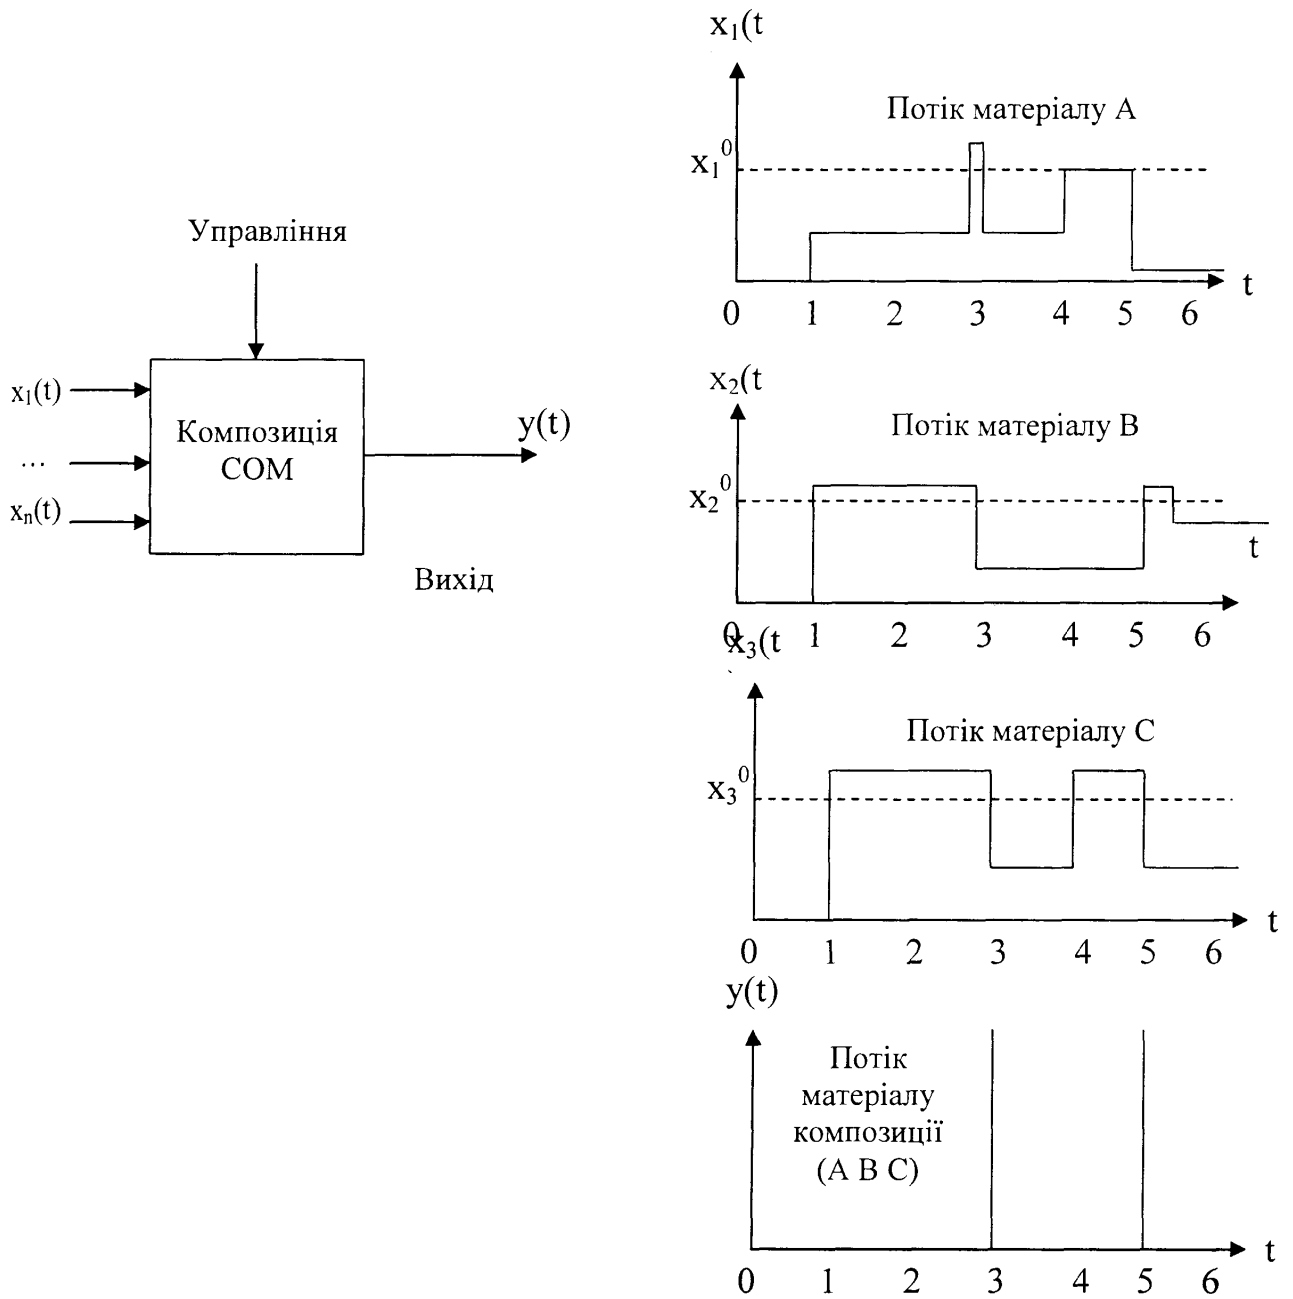 Управління
x₁(t)
...
xₙ(t)
Композиція
COM
y(t)
Вихід
x₁(t
Потік матеріалу А
x₁⁰
t
0 1 2 3 4 5 6
x₂(t
Потік матеріалу В
x₂⁰
t
0 1 2 3 4 5 6
x₃(t
Потік матеріалу С
x₃⁰
t
0 1 2 3 4 5 6
y(t)
Потік
матеріалу
композиції
(А В С)
t
0 1 2 3 4 5 6